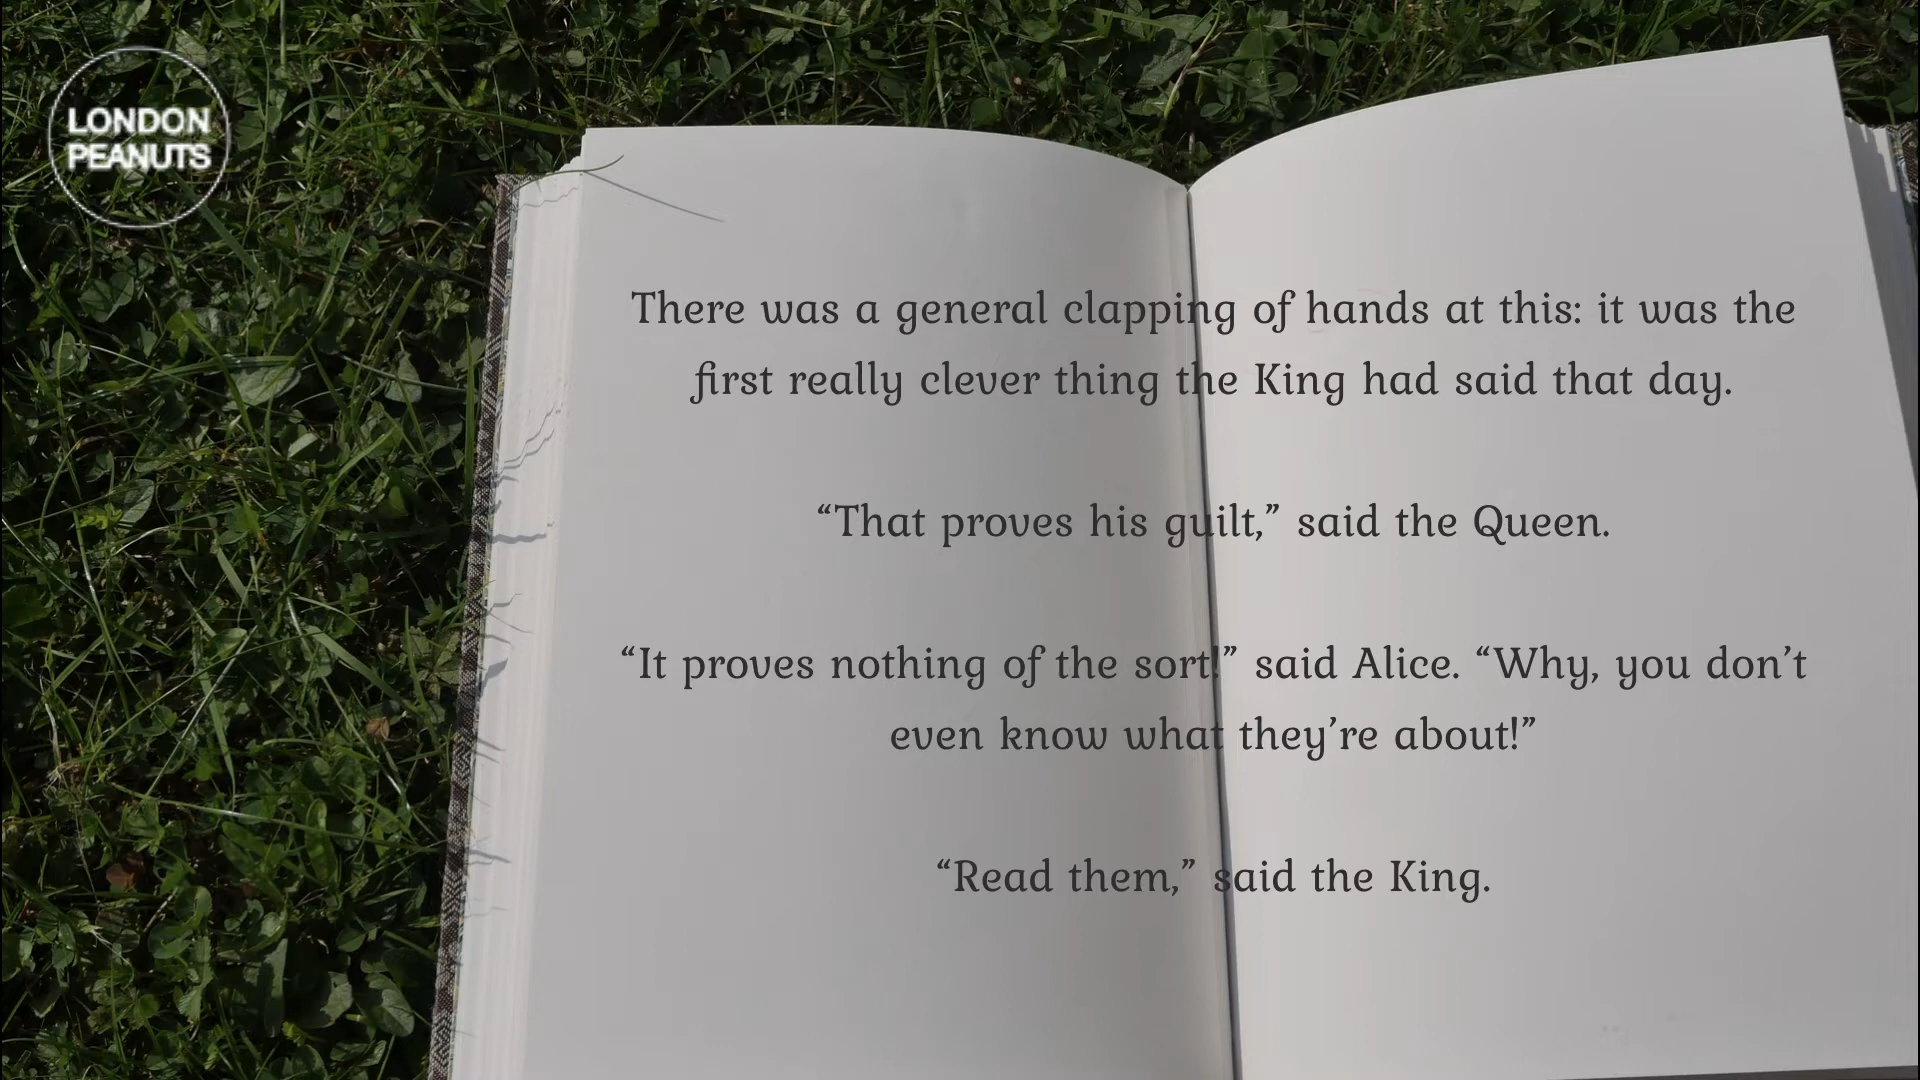 LONDON
PEANUTS
There was a general clapping of hands at this: it was the
first really clever thing the King had said that day.
“That proves his guilt,” said the Queen.
“It proves nothing of the sort!” said Alice. “Why, you don’t
even know what they’re about!”
“Read them,” said the King.